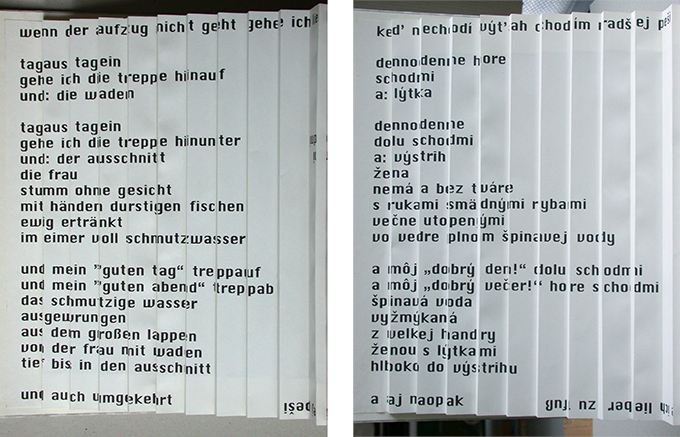 wenn der aufzug nicht geht gehe ich
tagaus tagein
gehe ich die treppe hinauf
und: die waden
tagaus tagein
gehe ich die treppe hinunter
und: der ausschnitt
die frau
stumm ohne gesicht
mit händen durstigen fischen
ewig ertränkt
im eimer voll schmutzwasser
und mein "guten tag“ treppauf
und mein "guten abend“ treppab
das schmutzige wasser
ausgewrungen
aus dem großen lappen
von der frau mit waden
tief bis in den ausschnitt
und auch umgekehrt
keď nechodí výťah chodím radšej
dennodenne hore
schodmi
a: lýtka
dennodenne
dolu schodmi
a: výstrih
žena
nemá a bez tváre
s rukami smädnými rybami
večne utopenými
vo vedre plnom špinavej vody
a môj „dobrý deň!“ dolu schodmi
a môj „dobrý večer!“ hore schodmi
špinavá voda
vyžmýkaná
z veľkej handry
ženou s lýtkami
hlboko do výstrihu
a aj naopak
ich lieber zu fuß